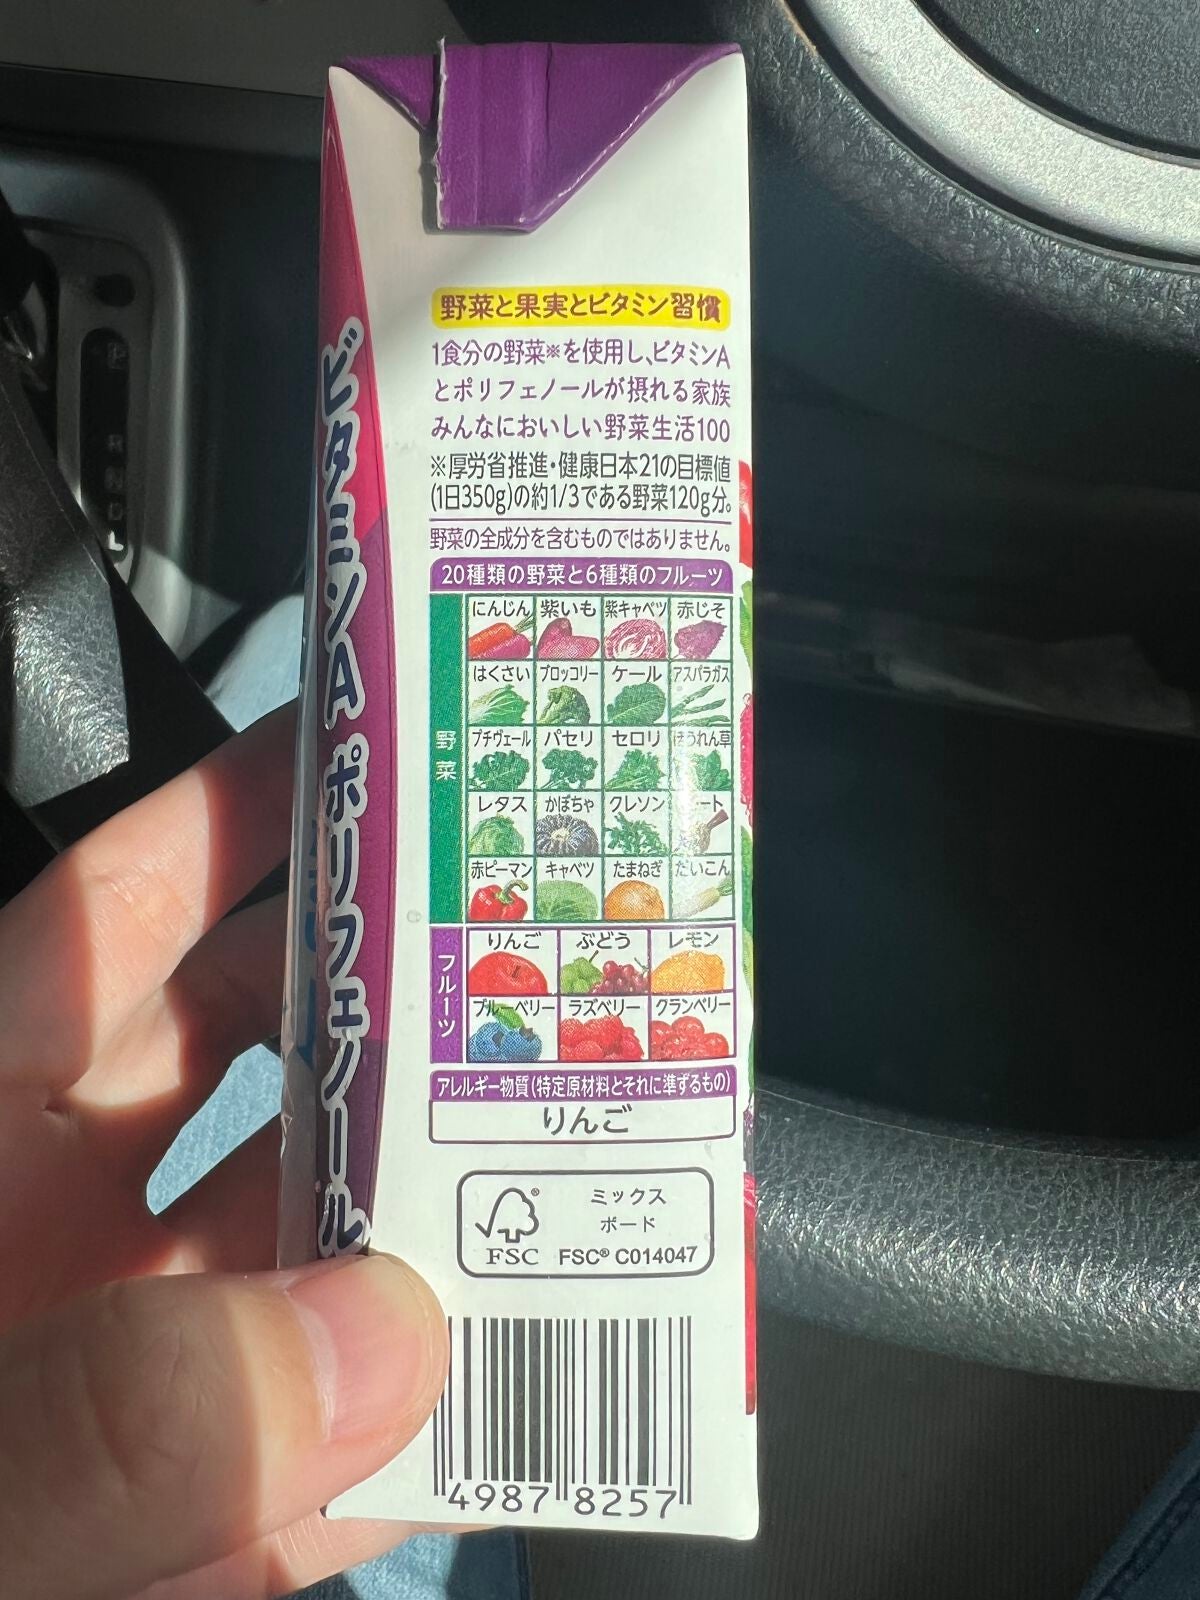 ビタミンA ポリフェノール
野菜と果実とビタミン習慣
1食分の野菜※を使用し、ビタミンA
とポリフェノールが摂れる家族
みんなにおいしい野菜生活100
※厚労省推進・健康日本21の目標値
(1日350g)の約1/3である野菜120g分。
野菜の全成分を含むものではありません。
20種類の野菜と6種類のフルーツ
野菜
にんじん 紫いも 紫キャベツ 赤じそ
はくさい ブロッコリー ケール アスパラガス
プチヴェール パセリ セロリ ほうれん草
レタス かぼちゃ クレソン
赤ピーマン キャベツ たまねぎ だいこん
フルーツ
りんご ぶどう レモン
ブルーベリー ラズベリー クランベリー
アレルギー物質(特定原材料とそれに準ずるもの)
りんご
ミックス
ボード
FSC® C014047
FSC
4987 8257
N
D
L